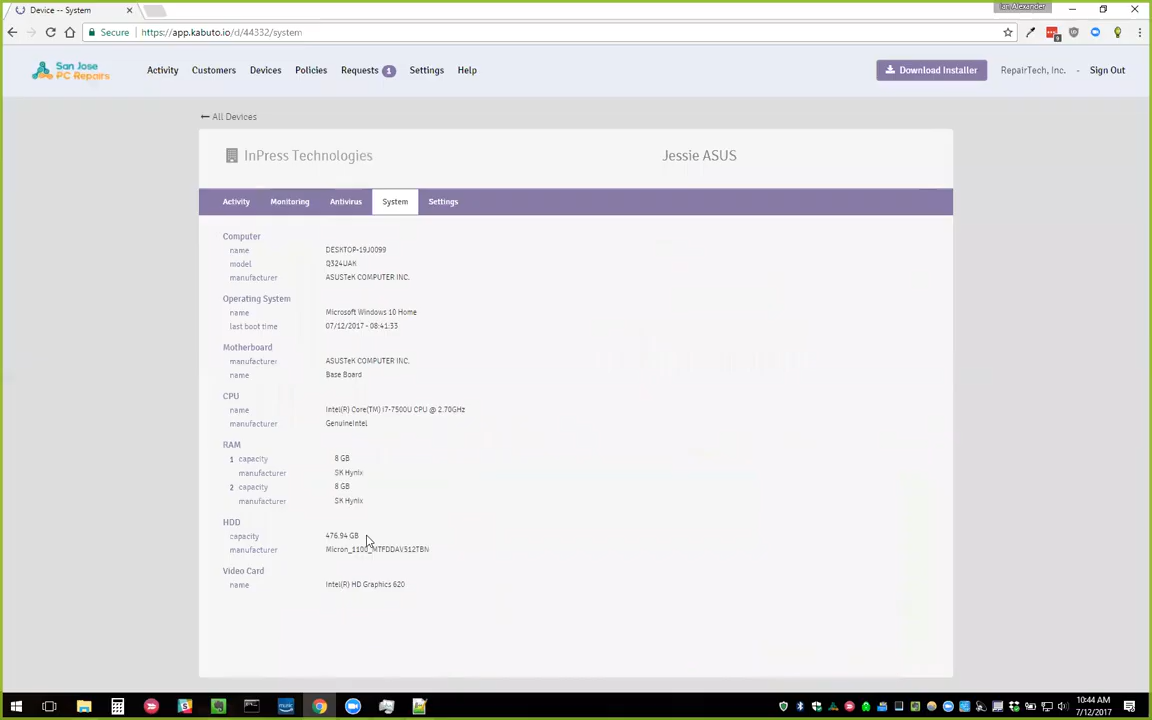 Device -- System
Ian Alexander
Secure
https://app.kabuto.io/d/44332/system
San Jose
PC Repairs
Activity Customers Devices Policies Requests 1 Settings Help
Download Installer
RepairTech, Inc. - Sign Out
All Devices
InPress Technologies
Jessie ASUS
Activity Monitoring Antivirus System Settings
Computer
name DESKTOP-19J0099
model Q324UAK
manufacturer ASUSTeK COMPUTER INC.
Operating System
name Microsoft Windows 10 Home
last boot time 07/12/2017 - 08:41:33
Motherboard
manufacturer ASUSTeK COMPUTER INC.
name Base Board
CPU
name Intel(R) Core(TM) i7-7500U CPU @ 2.70GHz
manufacturer GenuineIntel
RAM
1 capacity 8 GB
manufacturer SK Hynix
2 capacity 8 GB
manufacturer SK Hynix
HDD
capacity 476.94 GB
manufacturer Micron_1100_MTFDDAV512TBN
Video Card
name Intel(R) HD Graphics 620
music
10:44 AM
7/12/2017